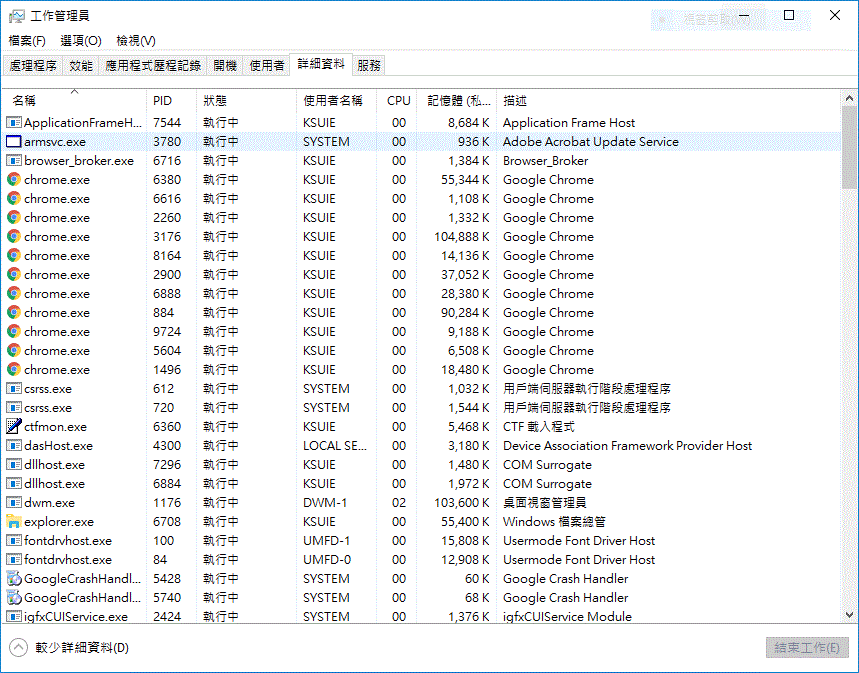 工作管理員
檔案(F) 選項(O) 檢視(V)
處理程序 效能 應用程式歷程記錄 開機 使用者 詳細資料 服務
名稱 PID 狀態 使用者名稱 CPU 記憶體 (私... 描述
ApplicationFrameH... 7544 執行中 KSUIE 00 8,684 K Application Frame Host
armsvc.exe 3780 執行中 SYSTEM 00 936 K Adobe Acrobat Update Service
browser_broker.exe 6716 執行中 KSUIE 00 1,384 K Browser_Broker
chrome.exe 6380 執行中 KSUIE 00 55,344 K Google Chrome
chrome.exe 6616 執行中 KSUIE 00 1,108 K Google Chrome
chrome.exe 2260 執行中 KSUIE 00 1,332 K Google Chrome
chrome.exe 3176 執行中 KSUIE 00 104,888 K Google Chrome
chrome.exe 8164 執行中 KSUIE 00 14,136 K Google Chrome
chrome.exe 2900 執行中 KSUIE 00 37,052 K Google Chrome
chrome.exe 6888 執行中 KSUIE 00 28,380 K Google Chrome
chrome.exe 884 執行中 KSUIE 00 90,284 K Google Chrome
chrome.exe 9724 執行中 KSUIE 00 9,188 K Google Chrome
chrome.exe 5604 執行中 KSUIE 00 6,508 K Google Chrome
chrome.exe 1496 執行中 KSUIE 00 18,480 K Google Chrome
csrss.exe 612 執行中 SYSTEM 00 1,032 K 用戶端伺服器執行階段處理程序
csrss.exe 720 執行中 SYSTEM 00 1,544 K 用戶端伺服器執行階段處理程序
ctfmon.exe 6360 執行中 KSUIE 00 5,468 K CTF 載入程式
dasHost.exe 4300 執行中 LOCAL SE... 00 3,180 K Device Association Framework Provider Host
dllhost.exe 7296 執行中 KSUIE 00 1,480 K COM Surrogate
dllhost.exe 6884 執行中 KSUIE 00 1,972 K COM Surrogate
dwm.exe 1176 執行中 DWM-1 02 103,600 K 桌面視窗管理員
explorer.exe 6708 執行中 KSUIE 00 55,400 K Windows 檔案總管
fontdrvhost.exe 100 執行中 UMFD-1 00 15,808 K Usermode Font Driver Host
fontdrvhost.exe 84 執行中 UMFD-0 00 12,908 K Usermode Font Driver Host
GoogleCrashHandl... 5428 執行中 SYSTEM 00 60 K Google Crash Handler
GoogleCrashHandl... 5740 執行中 SYSTEM 00 68 K Google Crash Handler
igfxCUIService.exe 2424 執行中 SYSTEM 00 1,376 K igfxCUIService Module
較少詳細資料(D) 結束工作(E)